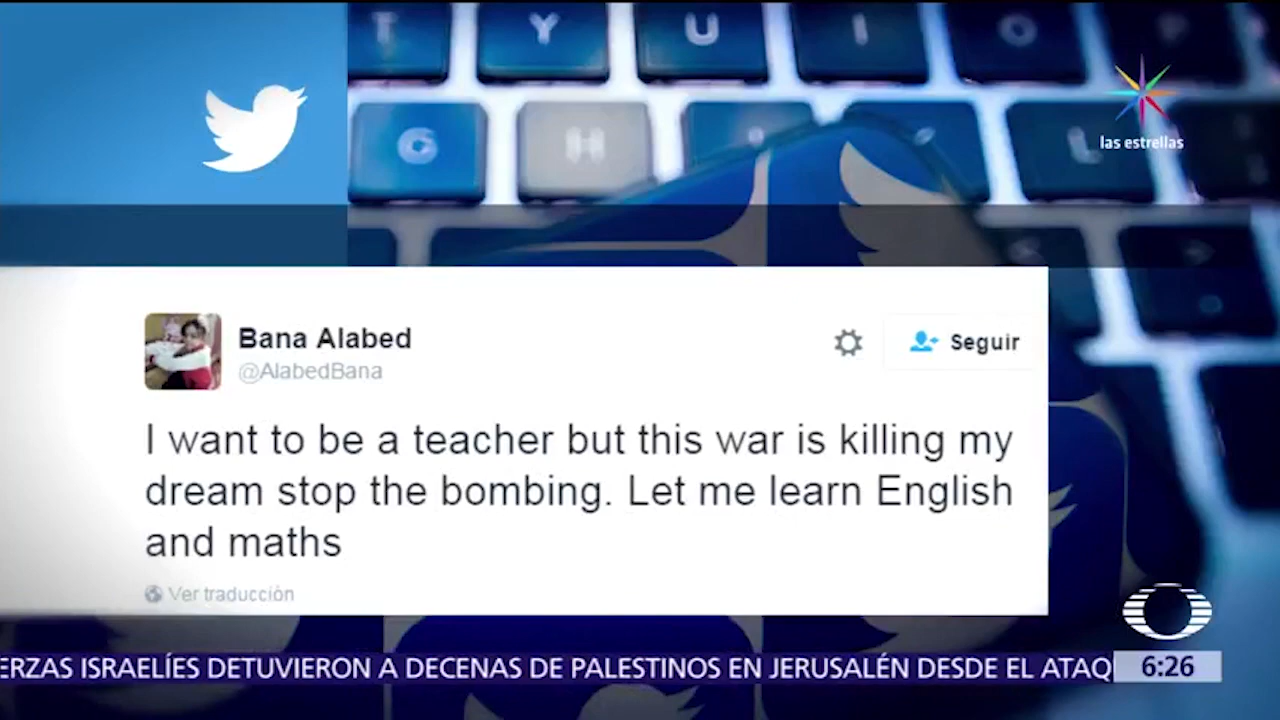 T Y U I O P
G H J L
las estrellas
Bana Alabed
@AlabedBana
Seguir
I want to be a teacher but this war is killing my
dream stop the bombing. Let me learn English
and maths
Ver traducción
ERZAS ISRAELÍES DETUVIERON A DECENAS DE PALESTINOS EN JERUSALÉN DESDE EL ATAQ
6:26